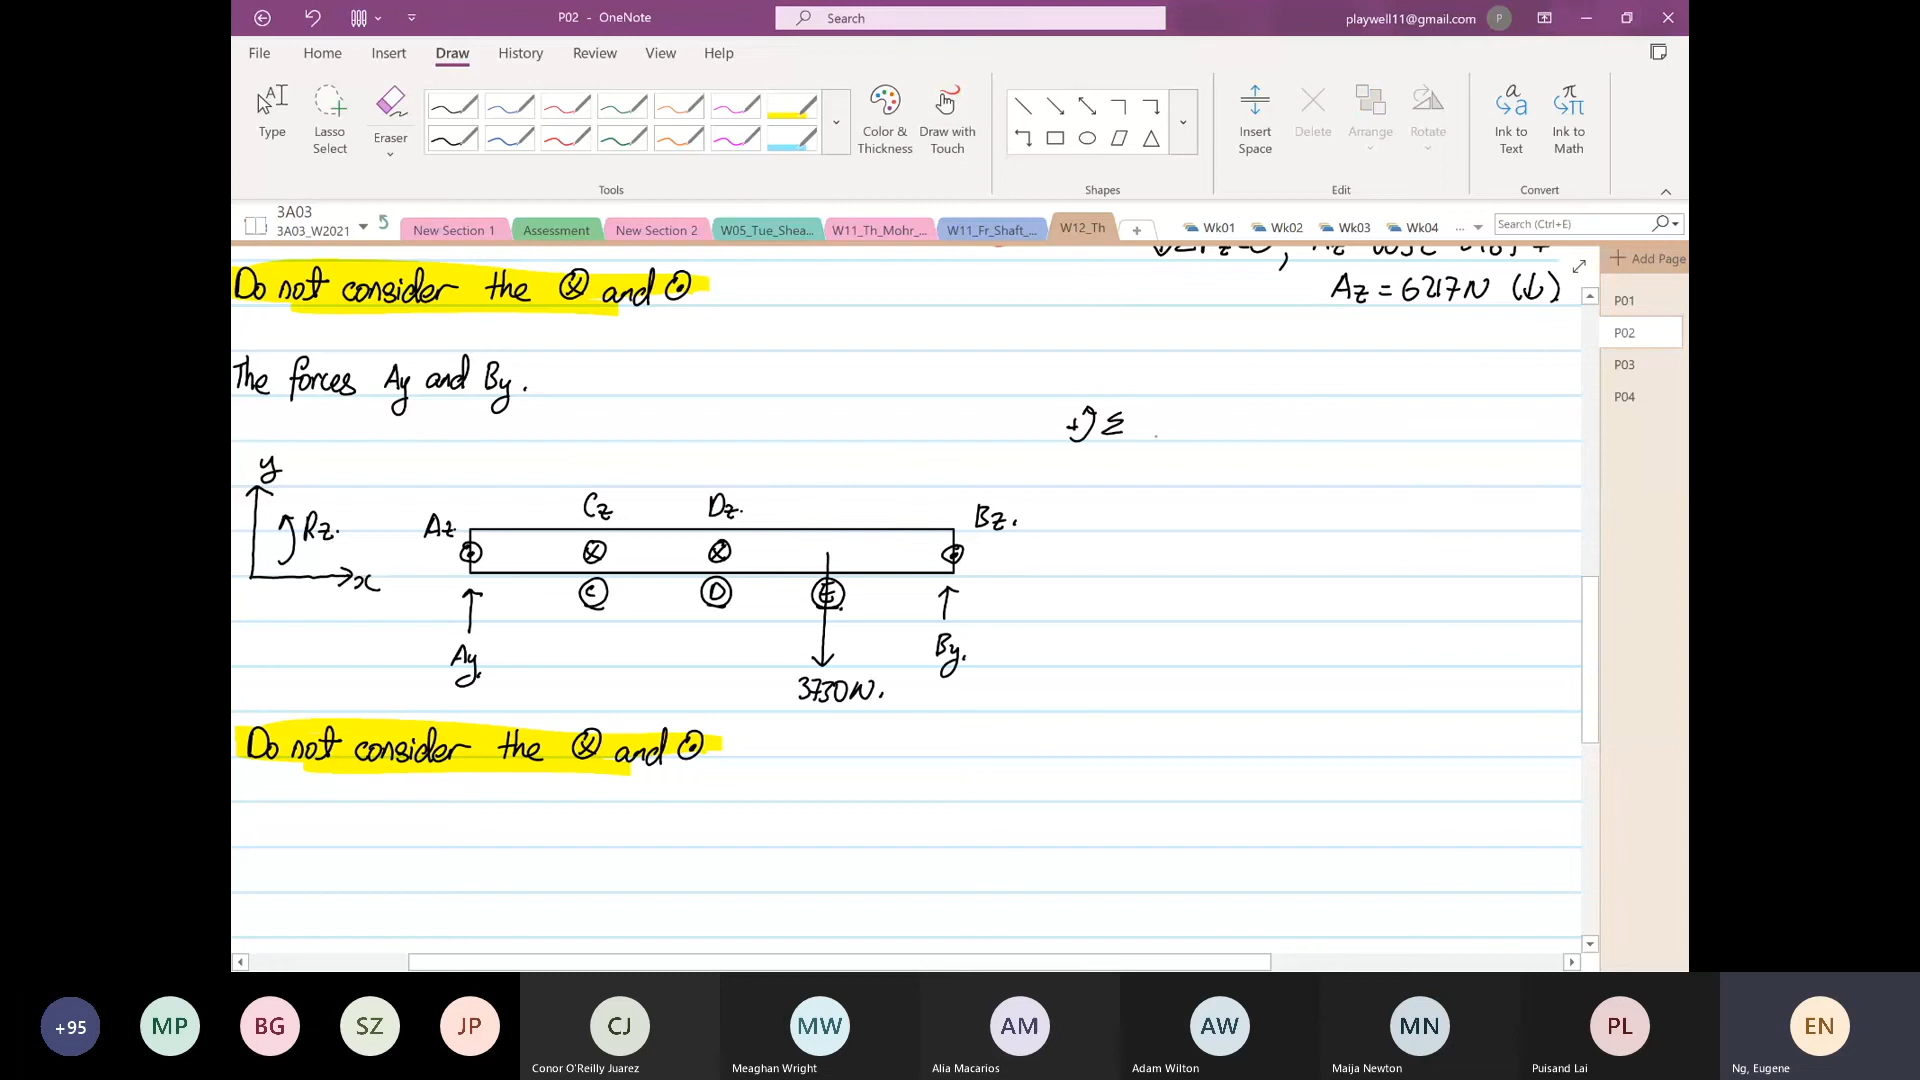 P02 - OneNote
Search
playwell11@gmail.com
P
File Home Insert Draw History Review View Help
Type
Lasso Select
Eraser
Color & Thickness
Draw with Touch
Insert Space
Delete
Arrange
Rotate
Ink to Text
Ink to Math
Tools
Shapes
Edit
Convert
3A03
3A03_W2021
New Section 1
Assessment
New Section 2
W05_Tue_Shea...
W11_Th_Mohr_...
W11_Fr_Shaft_...
W12_Th
Wk01
Wk02
Wk03
Wk04
...
Search (Ctrl+E)
Add Page
P01
P02
P03
P04
Az = 6217N (↓)
Do not consider the ⊗ and ⊙
The forces Ay and By.
+↺ Σ
y
Rz.
x
Az. Cz Dz. Bz.
C D E
Ay. By.
3730N.
Do not consider the ⊗ and ⊙
+95
MP
BG
SZ
JP
CJ
MW
AM
AW
MN
PL
EN
Conor O'Reilly Juarez
Meaghan Wright
Alia Macarios
Adam Wilton
Maija Newton
Puisand Lai
Ng, Eugene